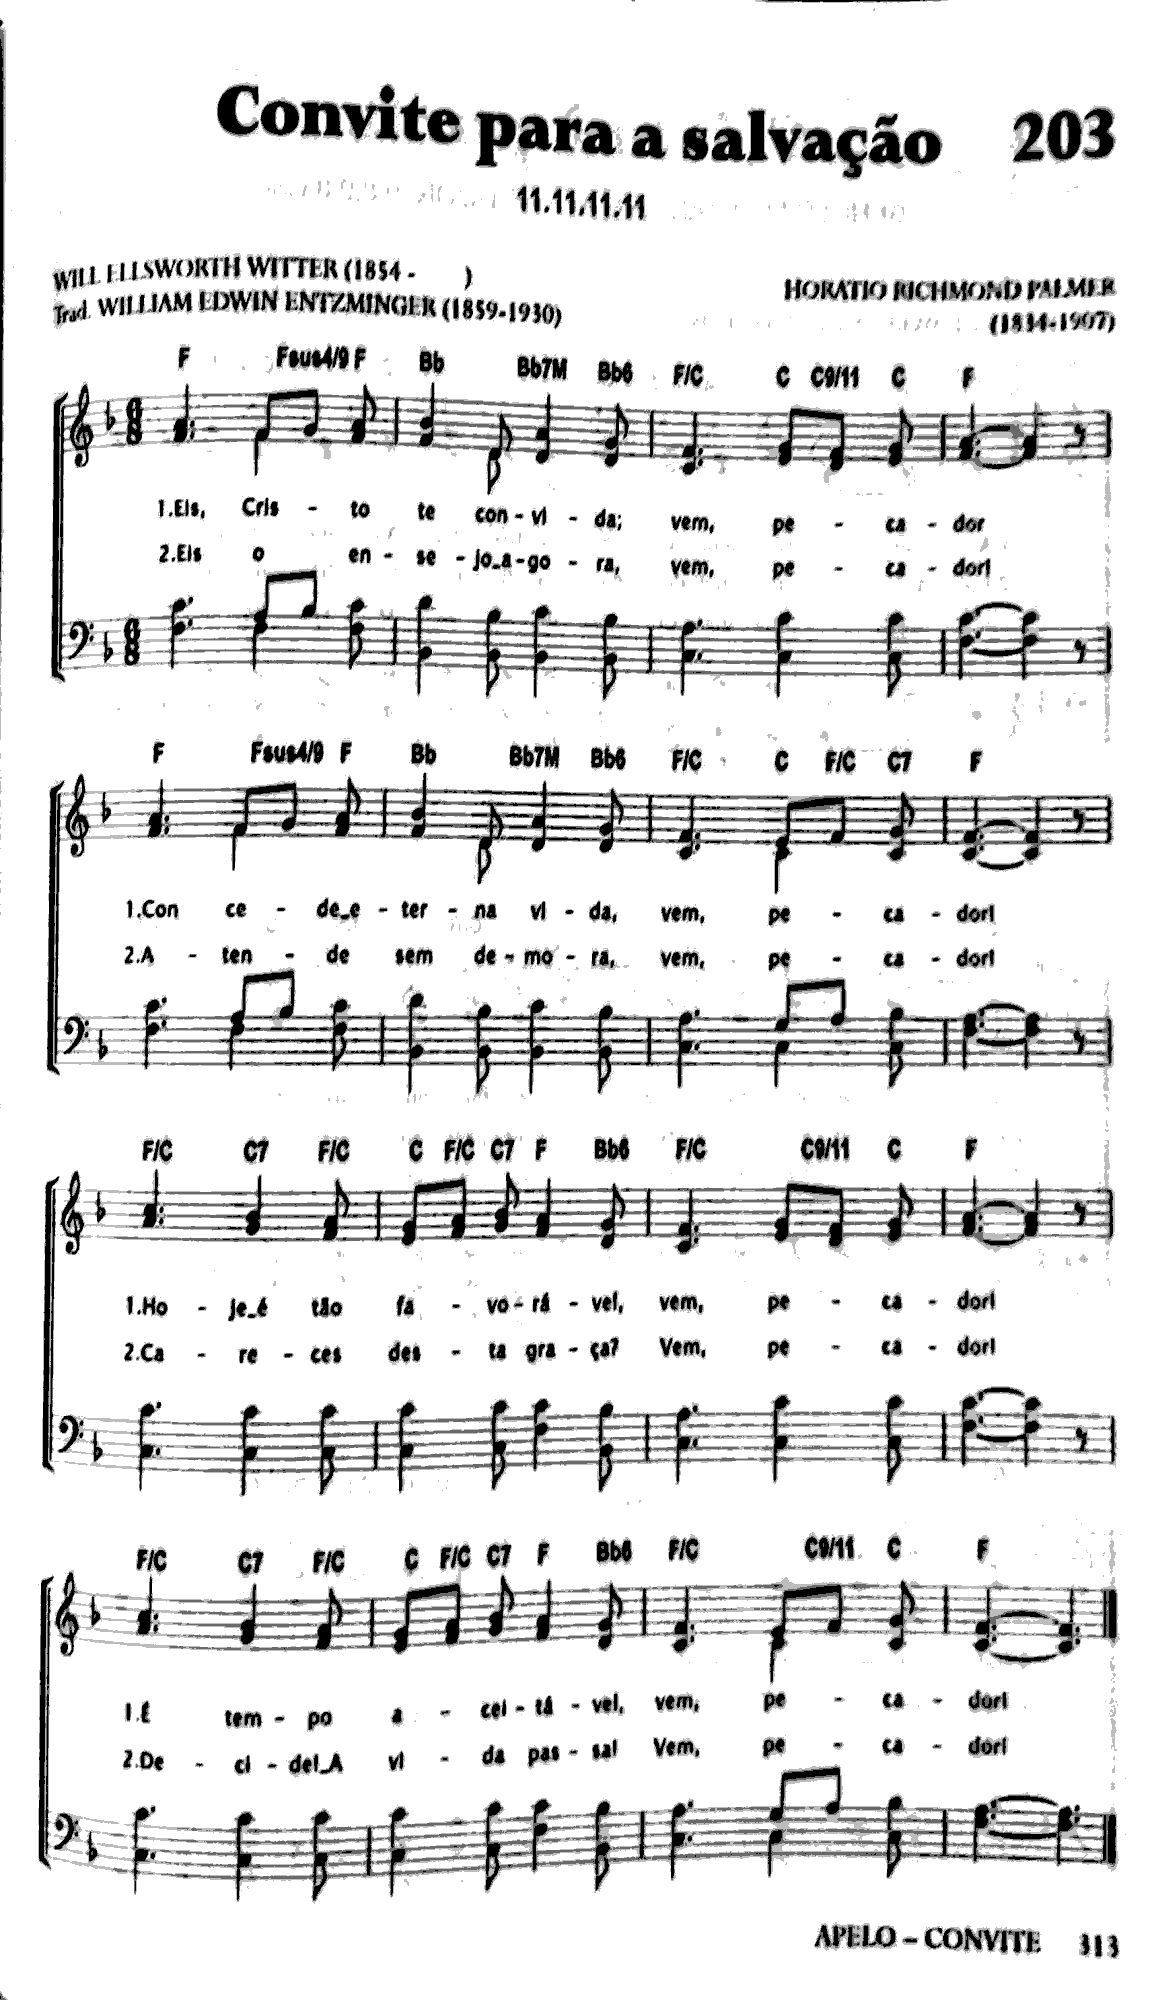 Convite para a salvação 203
11.11.11.11
WILL ELLSWORTH WITTER (1854 - )
Trad. WILLIAM EDWIN ENTZMINGER (1859-1930)
HORATIO RICHMOND PALMER
(1834-1907)
F Fsus4/9 F Bb Bb7M Bb6 F/C C C9/11 C F
1.Eis, Cris - to te con - vi - da; vem, pe - ca - dor
2.Eis o en - se - jo_a - go - ra, vem, pe - ca - dor!
F Fsus4/9 F Bb Bb7M Bb6 F/C C F/C C7 F
1.Con ce - de_e - ter - na vi - da, vem, pe - ca - dor!
2.A - ten - de sem de - mo - ra, vem, pe - ca - dor!
F/C C7 F/C C F/C C7 F Bb6 F/C C9/11 C F
1.Ho - je_é tão fa - vo - rá - vel, vem, pe - ca - dor!
2.Ca - re - ces des - ta gra - ça? Vem, pe - ca - dor!
F/C C7 F/C C F/C C7 F Bb6 F/C C9/11 C F
1.É tem - po a - cei - tá - vel, vem, pe - ca - dor!
2.De - ci - de!_A vi - da pas - sa! Vem, pe - ca - dor!
APELO – CONVITE 313